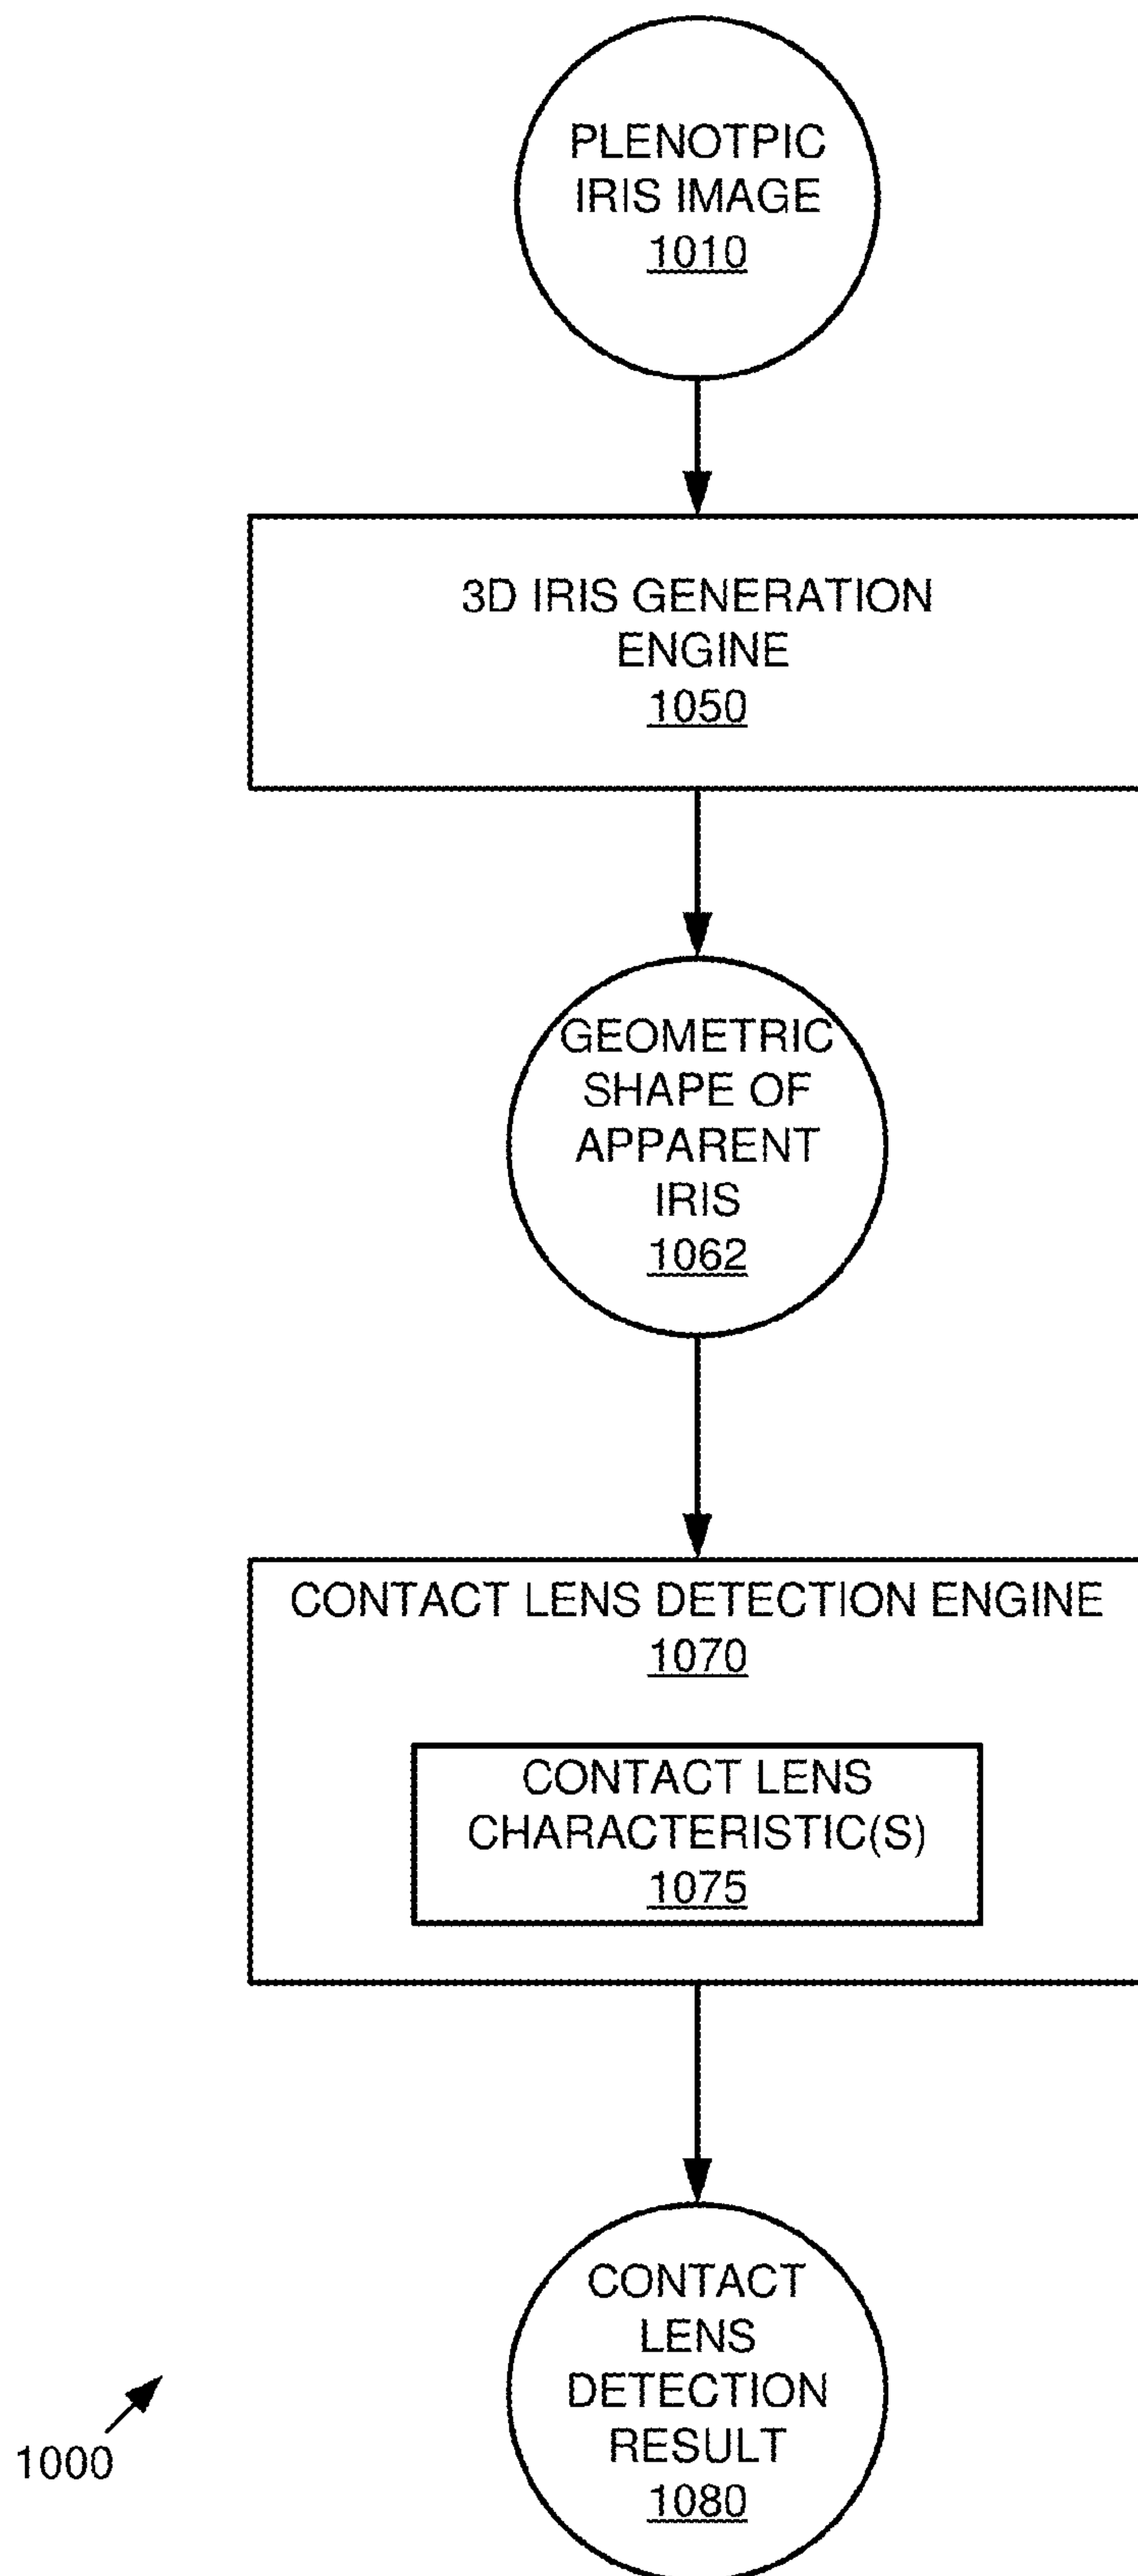 PLENOTPIC
IRIS IMAGE
1010
3D IRIS GENERATION
ENGINE
1050
GEOMETRIC
SHAPE OF
APPARENT
IRIS
1062
CONTACT LENS DETECTION ENGINE
1070
CONTACT LENS
CHARACTERISTIC(S)
1075
CONTACT
LENS
DETECTION
RESULT
1080
1000